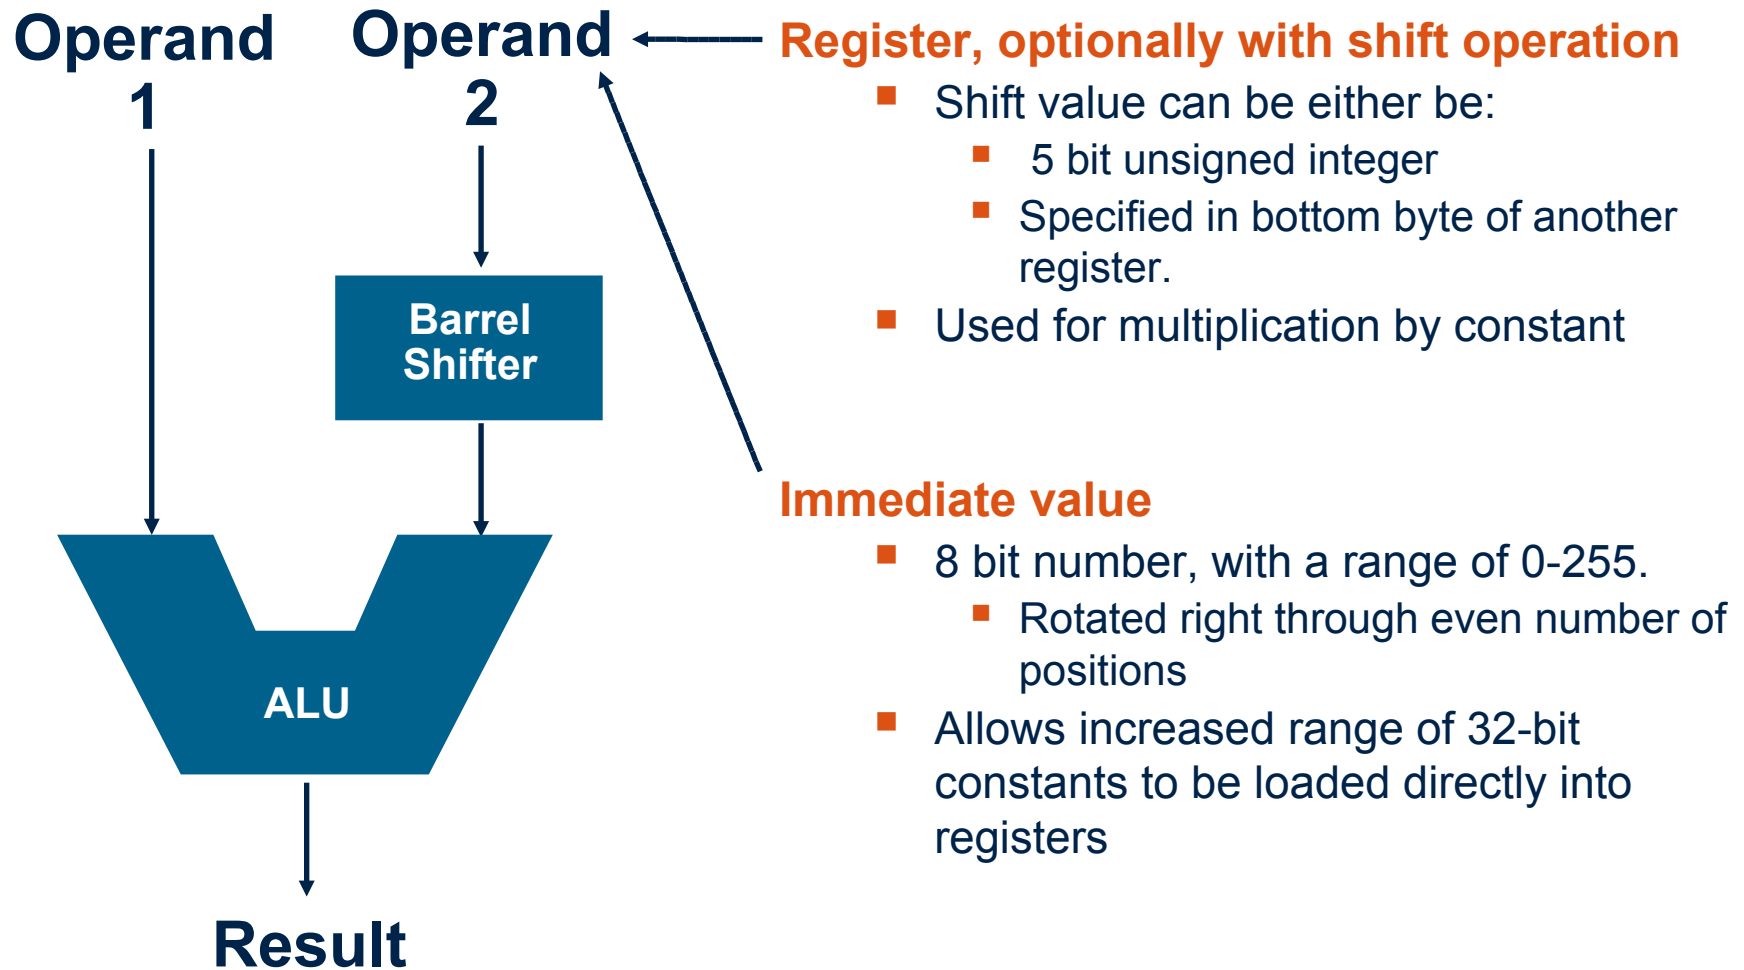 Operand
1
Operand
2
Barrel
Shifter
ALU
Result
Register, optionally with shift operation
Shift value can be either be:
5 bit unsigned integer
Specified in bottom byte of another
register.
Used for multiplication by constant
Immediate value
8 bit number, with a range of 0-255.
Rotated right through even number of
positions
Allows increased range of 32-bit
constants to be loaded directly into
registers